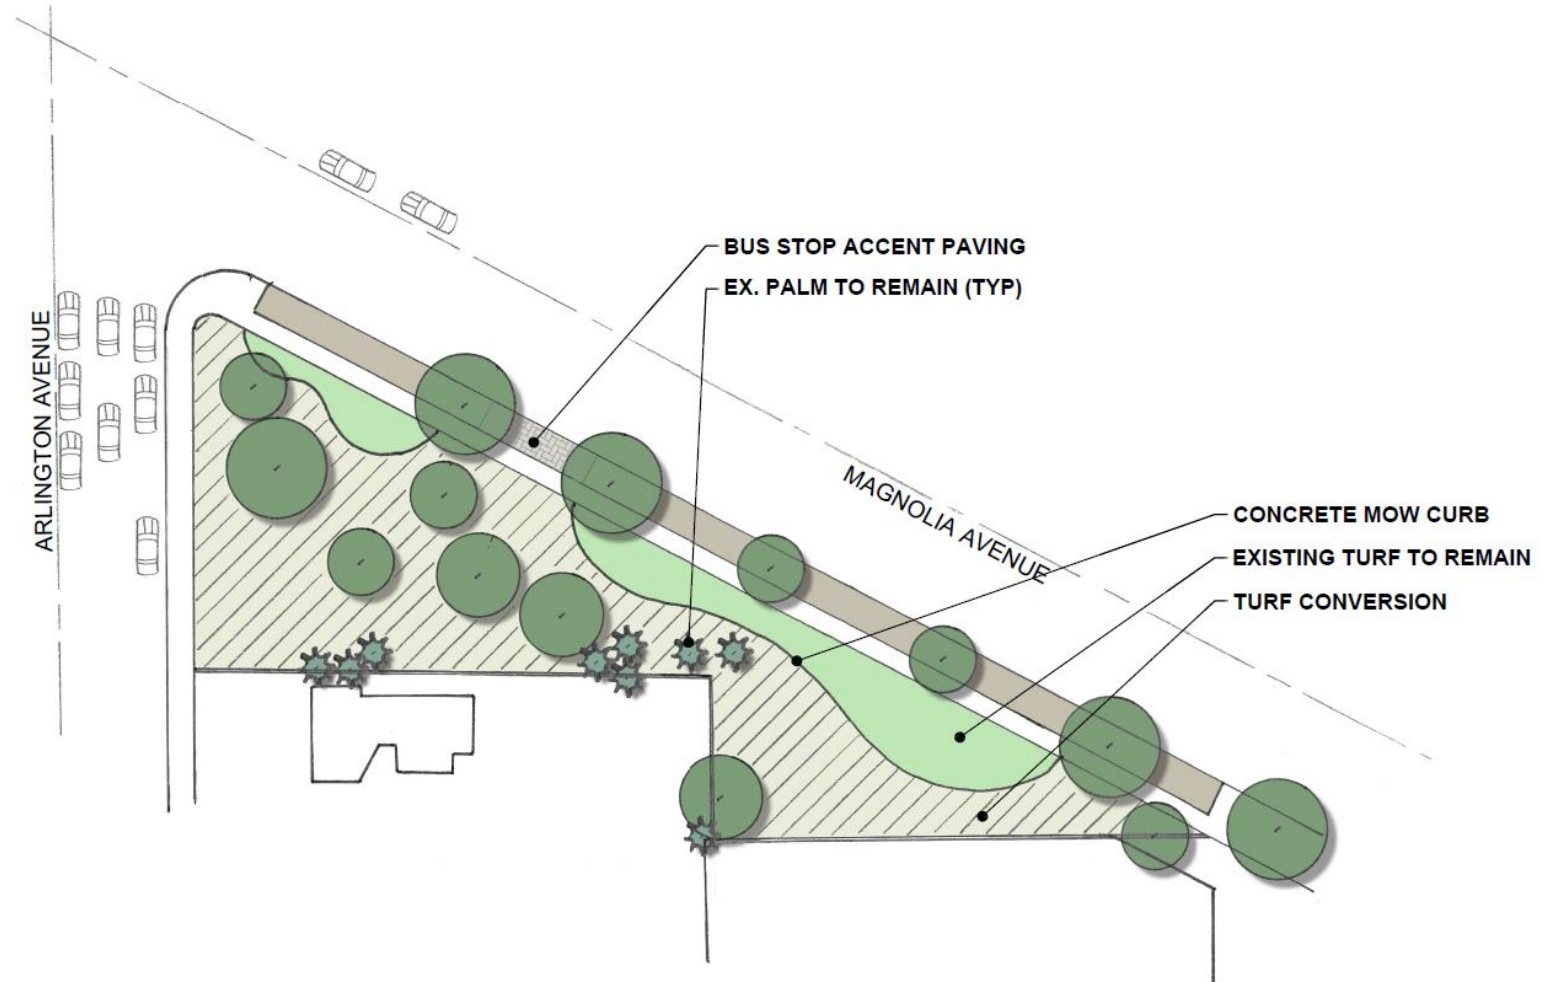 BUS STOP ACCENT PAVING
EX. PALM TO REMAIN (TYP)
ARLINGTON AVENUE
MAGNOLIA AVENUE
CONCRETE MOW CURB
EXISTING TURF TO REMAIN
TURF CONVERSION